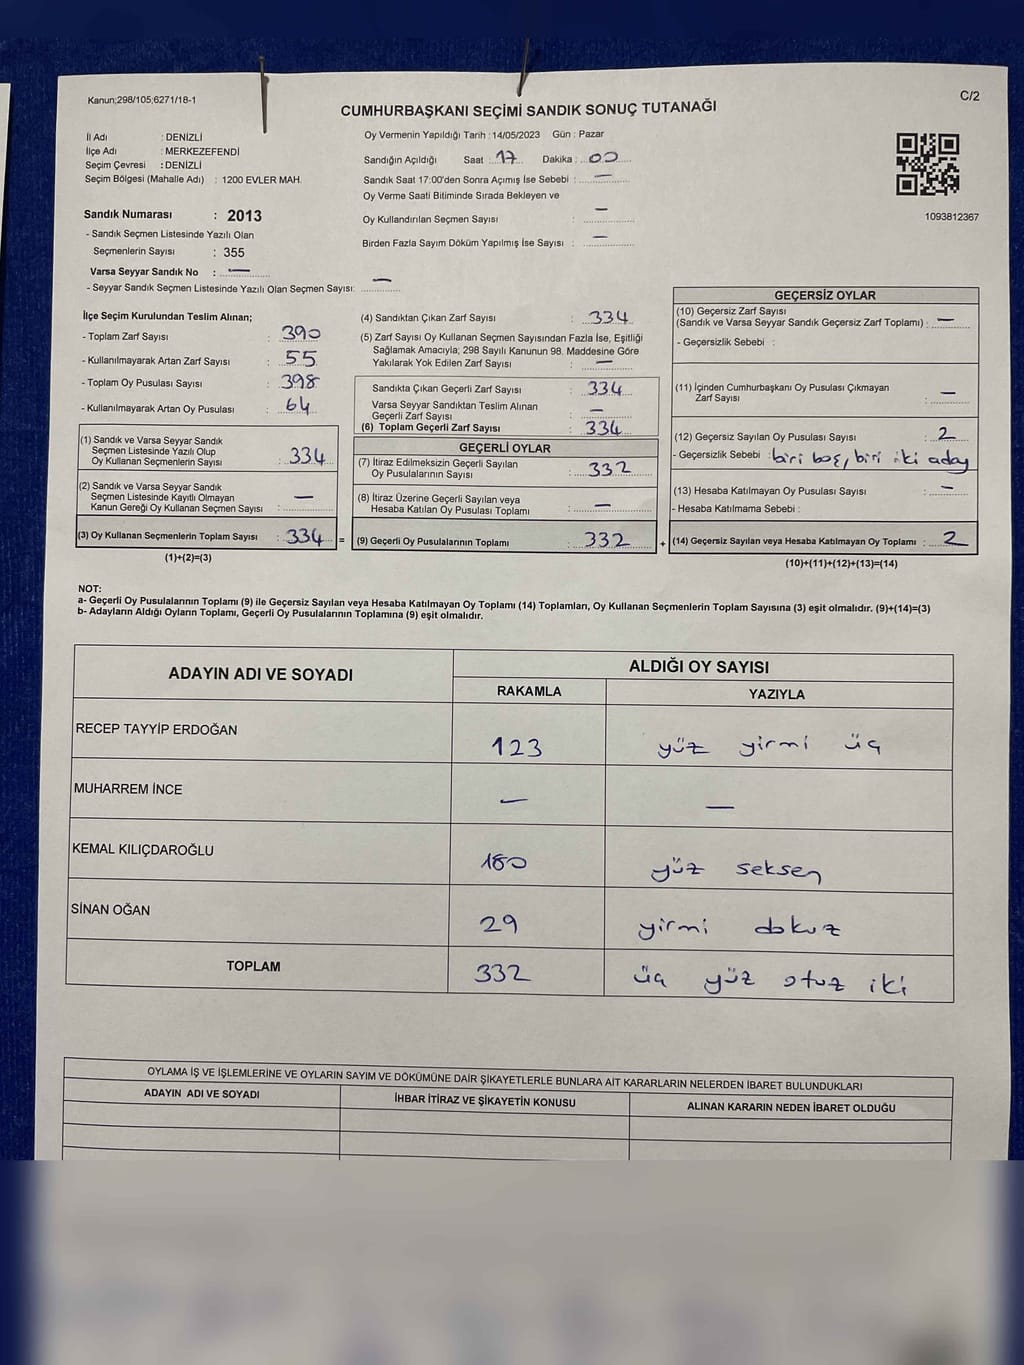 Kanun;298/105;6271/18-1
C/2
CUMHURBAŞKANI SEÇİMİ SANDIK SONUÇ TUTANAĞI
İl Adı : DENİZLİ
İlçe Adı : MERKEZEFENDİ
Seçim Çevresi : DENİZLİ
Seçim Bölgesi (Mahalle Adı) : 1200 EVLER MAH.
Oy Vermenin Yapıldığı Tarih : 14/05/2023 Gün : Pazar
Sandığın Açıldığı Saat : 17 Dakika : 00
Sandık Saat 17:00'den Sonra Açımış İse Sebebi : —
Oy Verme Saati Bitiminde Sırada Bekleyen ve
Oy Kullandırılan Seçmen Sayısı : —
Birden Fazla Sayım Döküm Yapılmış İse Sayısı : —
1093812367
Sandık Numarası : 2013
- Sandık Seçmen Listesinde Yazılı Olan
Seçmenlerin Sayısı : 355
Varsa Seyyar Sandık No : —
- Seyyar Sandık Seçmen Listesinde Yazılı Olan Seçmen Sayısı: —
İlçe Seçim Kurulundan Teslim Alınan;
- Toplam Zarf Sayısı : 390
- Kullanılmayarak Artan Zarf Sayısı : 55
- Toplam Oy Pusulası Sayısı : 398
- Kullanılmayarak Artan Oy Pusulası : 64
(1) Sandık ve Varsa Seyyar Sandık
Seçmen Listesinde Yazılı Olup
Oy Kullanan Seçmenlerin Sayısı : 334
(2) Sandık ve Varsa Seyyar Sandık
Seçmen Listesinde Kayıtlı Olmayan
Kanun Gereği Oy Kullanan Seçmen Sayısı : —
(3) Oy Kullanan Seçmenlerin Toplam Sayısı : 334 =
(1)+(2)=(3)
(4) Sandıktan Çıkan Zarf Sayısı : 334
(5) Zarf Sayısı Oy Kullanan Seçmen Sayısından Fazla İse, Eşitliği
Sağlamak Amacıyla; 298 Sayılı Kanunun 98. Maddesine Göre
Yakılarak Yok Edilen Zarf Sayısı : —
Sandıkta Çıkan Geçerli Zarf Sayısı : 334
Varsa Seyyar Sandıktan Teslim Alınan
Geçerli Zarf Sayısı : —
(6) Toplam Geçerli Zarf Sayısı : 334
GEÇERLİ OYLAR
(7) İtiraz Edilmeksizin Geçerli Sayılan
Oy Pusulalarının Sayısı : 332
(8) İtiraz Üzerine Geçerli Sayılan veya
Hesaba Katılan Oy Pusulası Toplamı : —
(9) Geçerli Oy Pusulalarının Toplamı : 332 +
GEÇERSİZ OYLAR
(10) Geçersiz Zarf Sayısı
(Sandık ve Varsa Seyyar Sandık Geçersiz Zarf Toplamı) : —
- Geçersizlik Sebebi :
(11) İçinden Cumhurbaşkanı Oy Pusulası Çıkmayan
Zarf Sayısı : —
(12) Geçersiz Sayılan Oy Pusulası Sayısı : 2
- Geçersizlik Sebebi : biri boş, biri iki aday
(13) Hesaba Katılmayan Oy Pusulası Sayısı : —
- Hesaba Katılmama Sebebi :
(14) Geçersiz Sayılan veya Hesaba Katılmayan Oy Toplamı : 2
(10)+(11)+(12)+(13)=(14)
NOT:
a- Geçerli Oy Pusulalarının Toplamı (9) ile Geçersiz Sayılan veya Hesaba Katılmayan Oy Toplamı (14) Toplamları, Oy Kullanan Seçmenlerin Toplam Sayısına (3) eşit olmalıdır. (9)+(14)=(3)
b- Adayların Aldığı Oyların Toplamı, Geçerli Oy Pusulalarının Toplamına (9) eşit olmalıdır.
ADAYIN ADI VE SOYADI ALDIĞI OY SAYISI
RAKAMLA YAZIYLA
RECEP TAYYİP ERDOĞAN 123 yüz yirmi üç
MUHARREM İNCE — —
KEMAL KILIÇDAROĞLU 180 yüz seksen
SİNAN OĞAN 29 yirmi dokuz
TOPLAM 332 üç yüz otuz iki
OYLAMA İŞ VE İŞLEMLERİNE VE OYLARIN SAYIM VE DÖKÜMÜNE DAİR ŞİKAYETLERLE BUNLARA AİT KARARLARIN NELERDEN İBARET BULUNDUKLARI
ADAYIN ADI VE SOYADI İHBAR İTİRAZ VE ŞİKAYETİN KONUSU ALINAN KARARIN NEDEN İBARET OLDUĞU